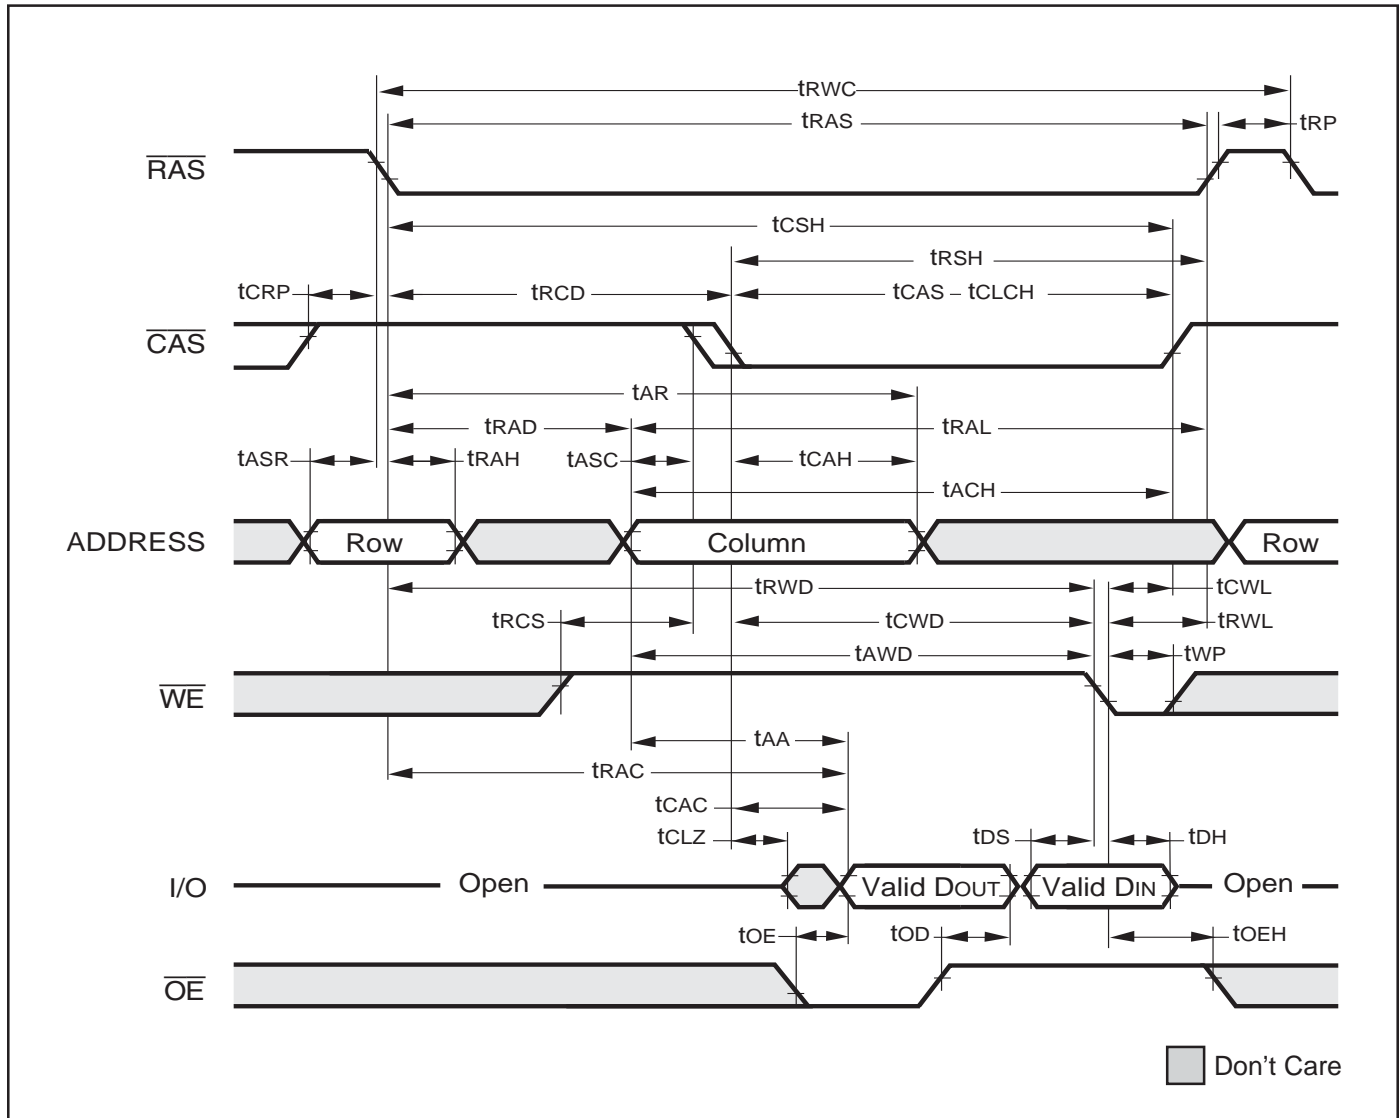 tRWC
tRAS tRP
RAS
tCSH
tRSH
tCRP tRCD tCAS – tCLCH
CAS
tAR
tRAD tRAL
tASR tRAH tASC tCAH
tACH
ADDRESS Row Column Row
tRWD tCWL
tRCS tCWD tRWL
tAWD tWP
WE
tAA
tRAC
tCAC
tCLZ tDS tDH
I/O Open Valid DOUT Valid DIN Open
tOE tOD tOEH
OE
Don't Care